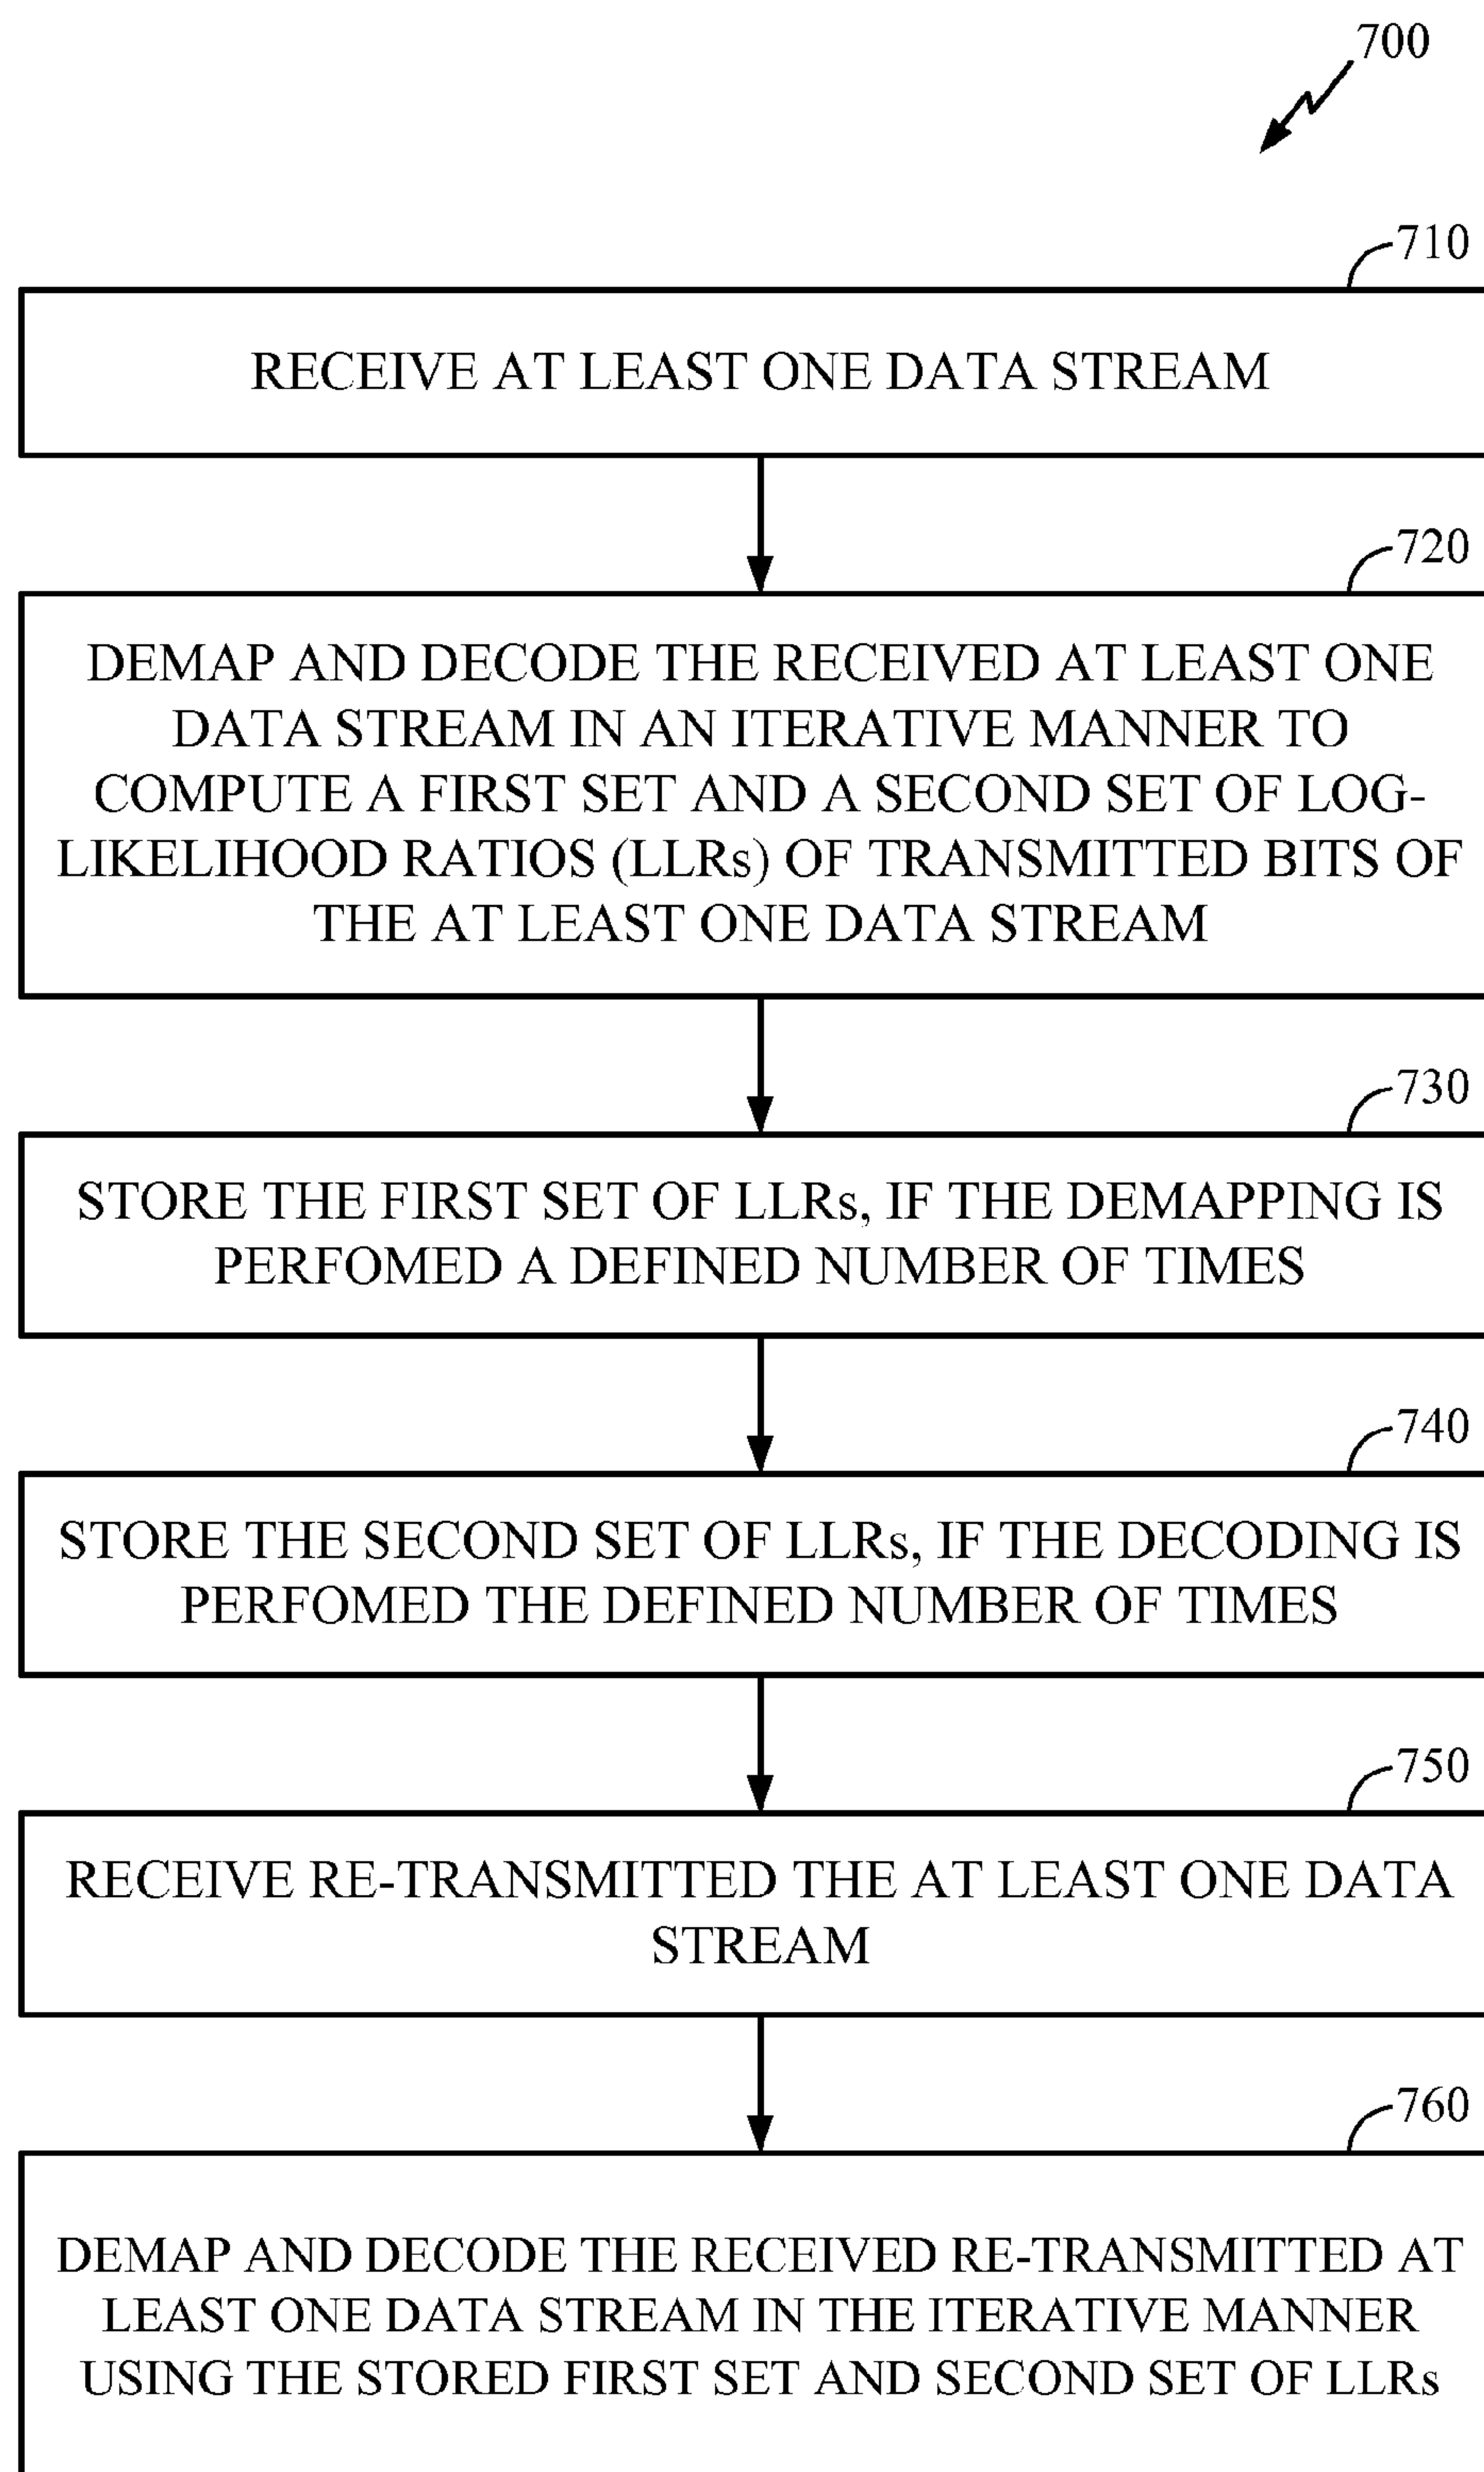 700
710
RECEIVE AT LEAST ONE DATA STREAM
720
DEMAP AND DECODE THE RECEIVED AT LEAST ONE
DATA STREAM IN AN ITERATIVE MANNER TO
COMPUTE A FIRST SET AND A SECOND SET OF LOG-
LIKELIHOOD RATIOS (LLRs) OF TRANSMITTED BITS OF
THE AT LEAST ONE DATA STREAM
730
STORE THE FIRST SET OF LLRs, IF THE DEMAPPING IS
PERFOMED A DEFINED NUMBER OF TIMES
740
STORE THE SECOND SET OF LLRs, IF THE DECODING IS
PERFOMED THE DEFINED NUMBER OF TIMES
750
RECEIVE RE-TRANSMITTED THE AT LEAST ONE DATA
STREAM
760
DEMAP AND DECODE THE RECEIVED RE-TRANSMITTED AT
LEAST ONE DATA STREAM IN THE ITERATIVE MANNER
USING THE STORED FIRST SET AND SECOND SET OF LLRs